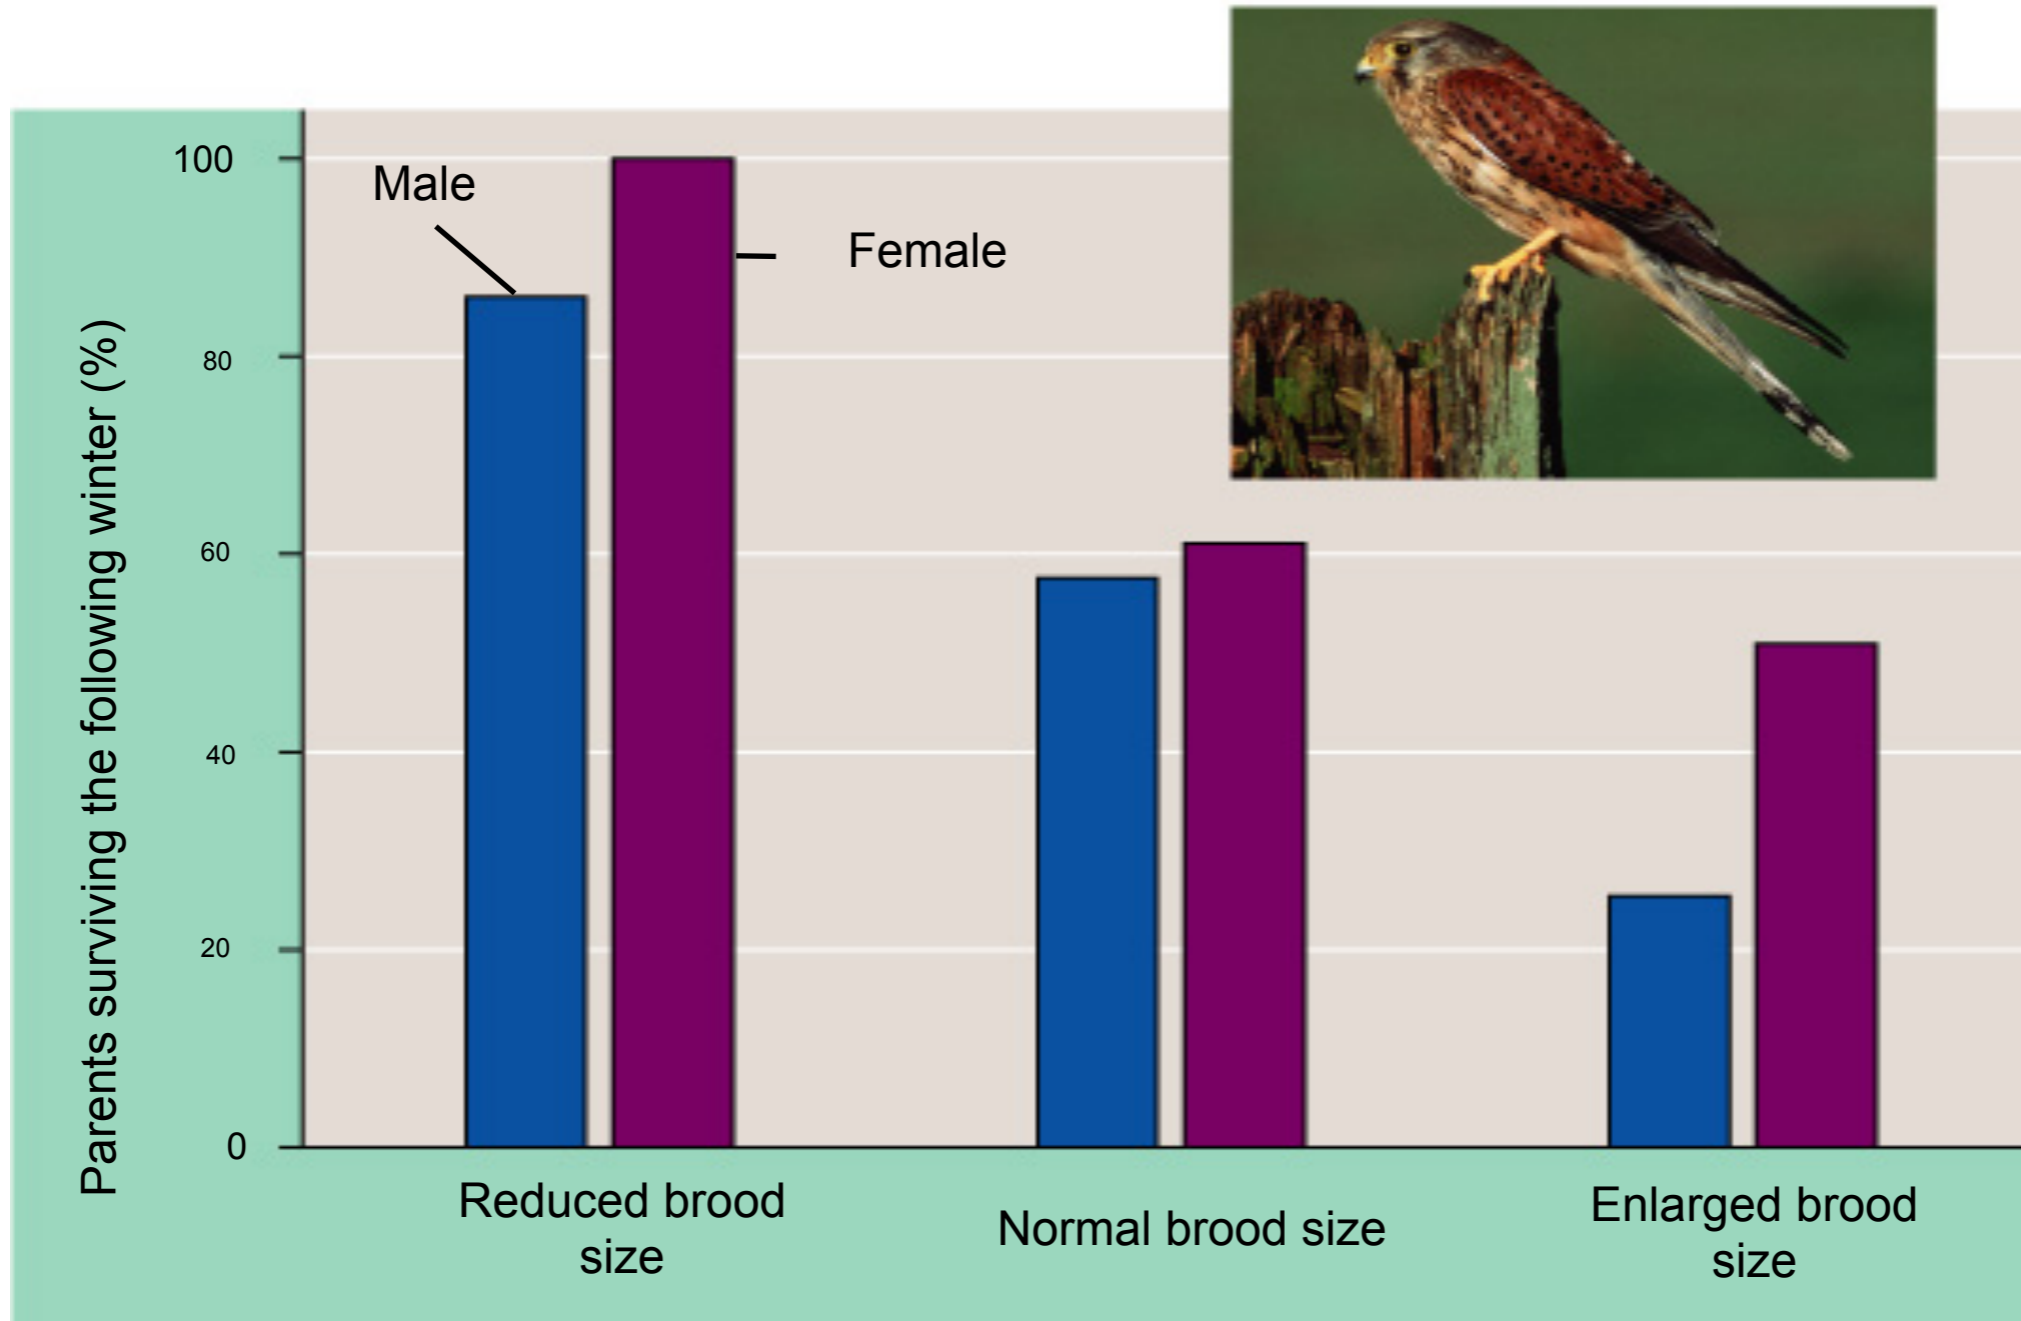 Parents surviving the following winter (%)
100
80
60
40
20
0
Male
Female
Reduced brood
size
Normal brood size
Enlarged brood
size